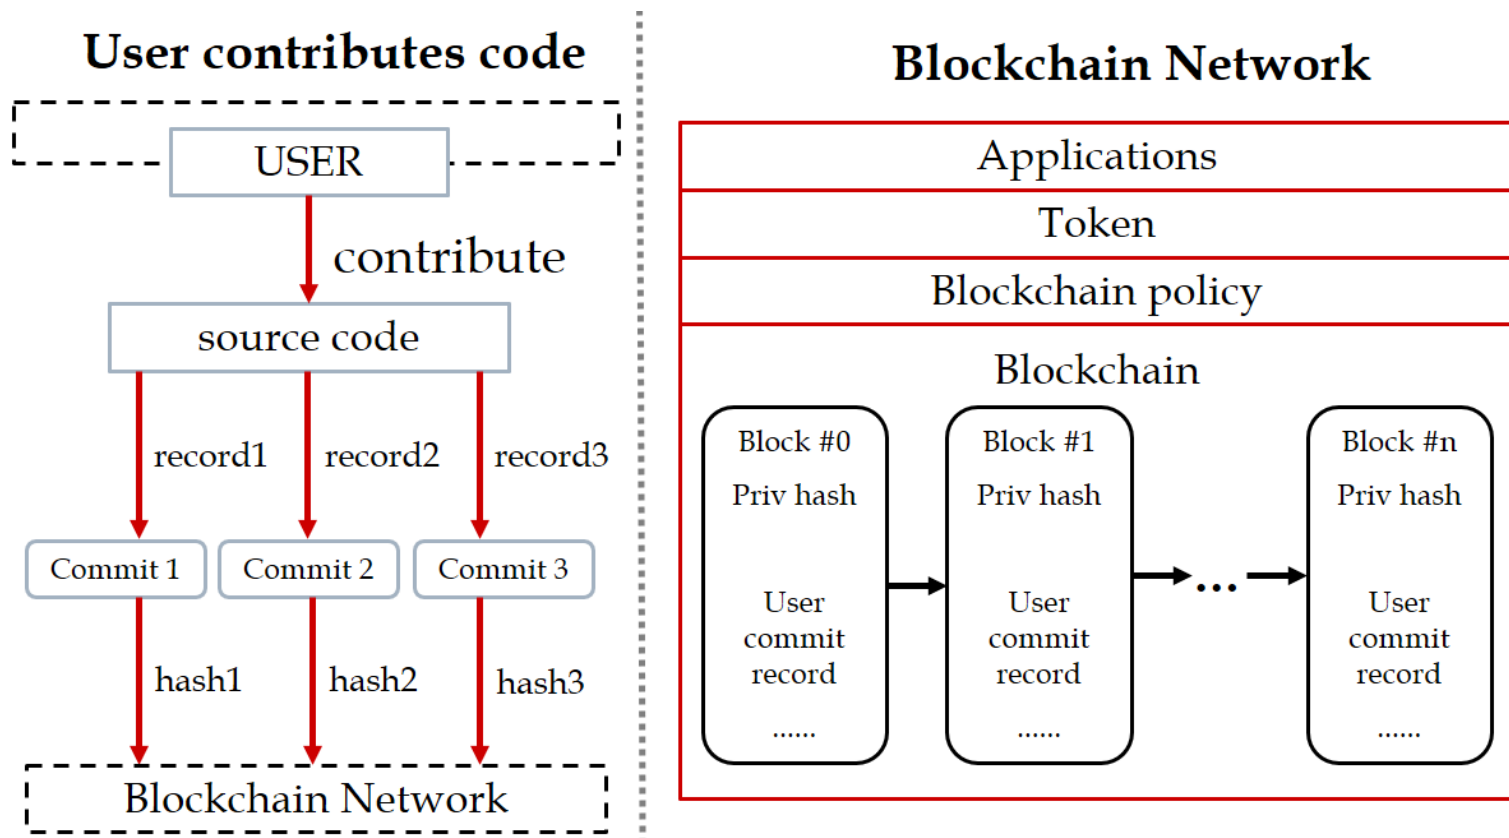 User contributes code
USER
contribute
source code
record1
record2
record3
Commit 1
Commit 2
Commit 3
hash1
hash2
hash3
Blockchain Network
Blockchain Network
Applications
Token
Blockchain policy
Blockchain
Block #0
Priv hash
User
commit
record
......
Block #1
Priv hash
User
commit
record
......
...
Block #n
Priv hash
User
commit
record
......